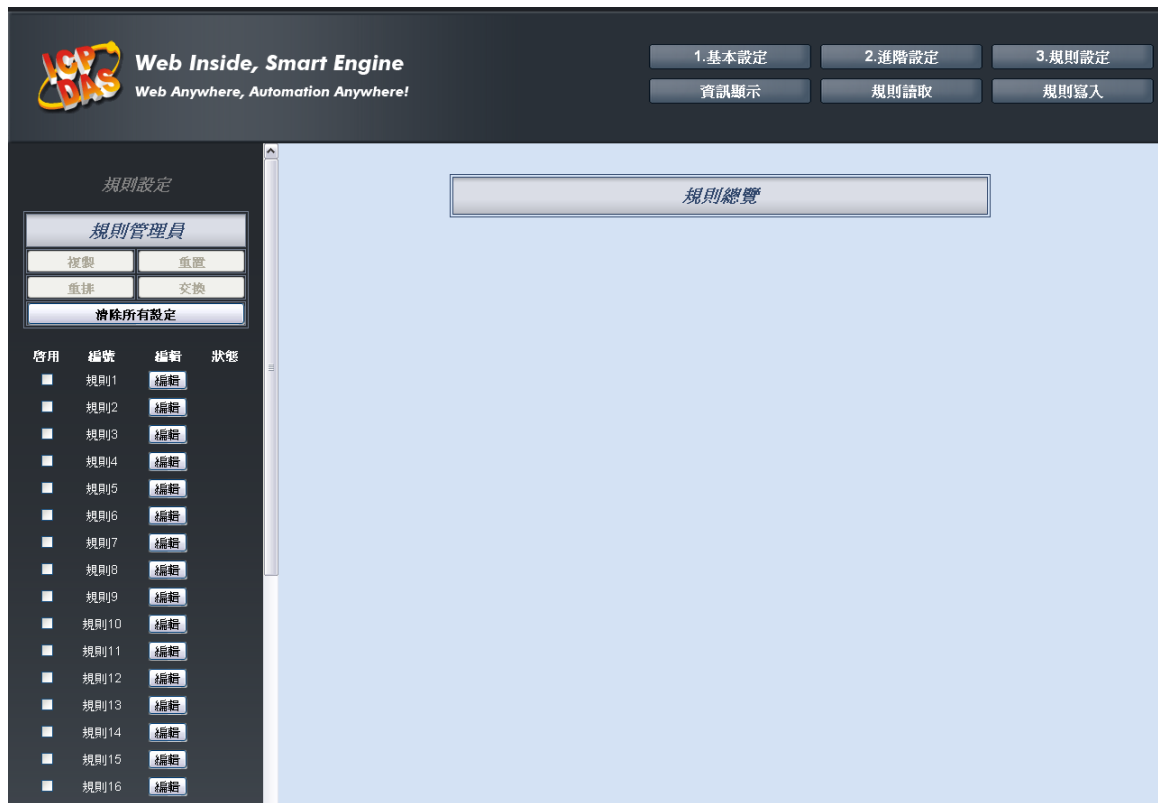 ICP DAS
Web Inside, Smart Engine
Web Anywhere, Automation Anywhere!
1.基本設定 2.進階設定 3.規則設定
資訊顯示 規則讀取 規則寫入
規則設定
規則管理員
複製 重置
重排 交換
清除所有設定
規則總覽
啓用 編號 編輯 狀態
規則1 編輯
規則2 編輯
規則3 編輯
規則4 編輯
規則5 編輯
規則6 編輯
規則7 編輯
規則8 編輯
規則9 編輯
規則10 編輯
規則11 編輯
規則12 編輯
規則13 編輯
規則14 編輯
規則15 編輯
規則16 編輯